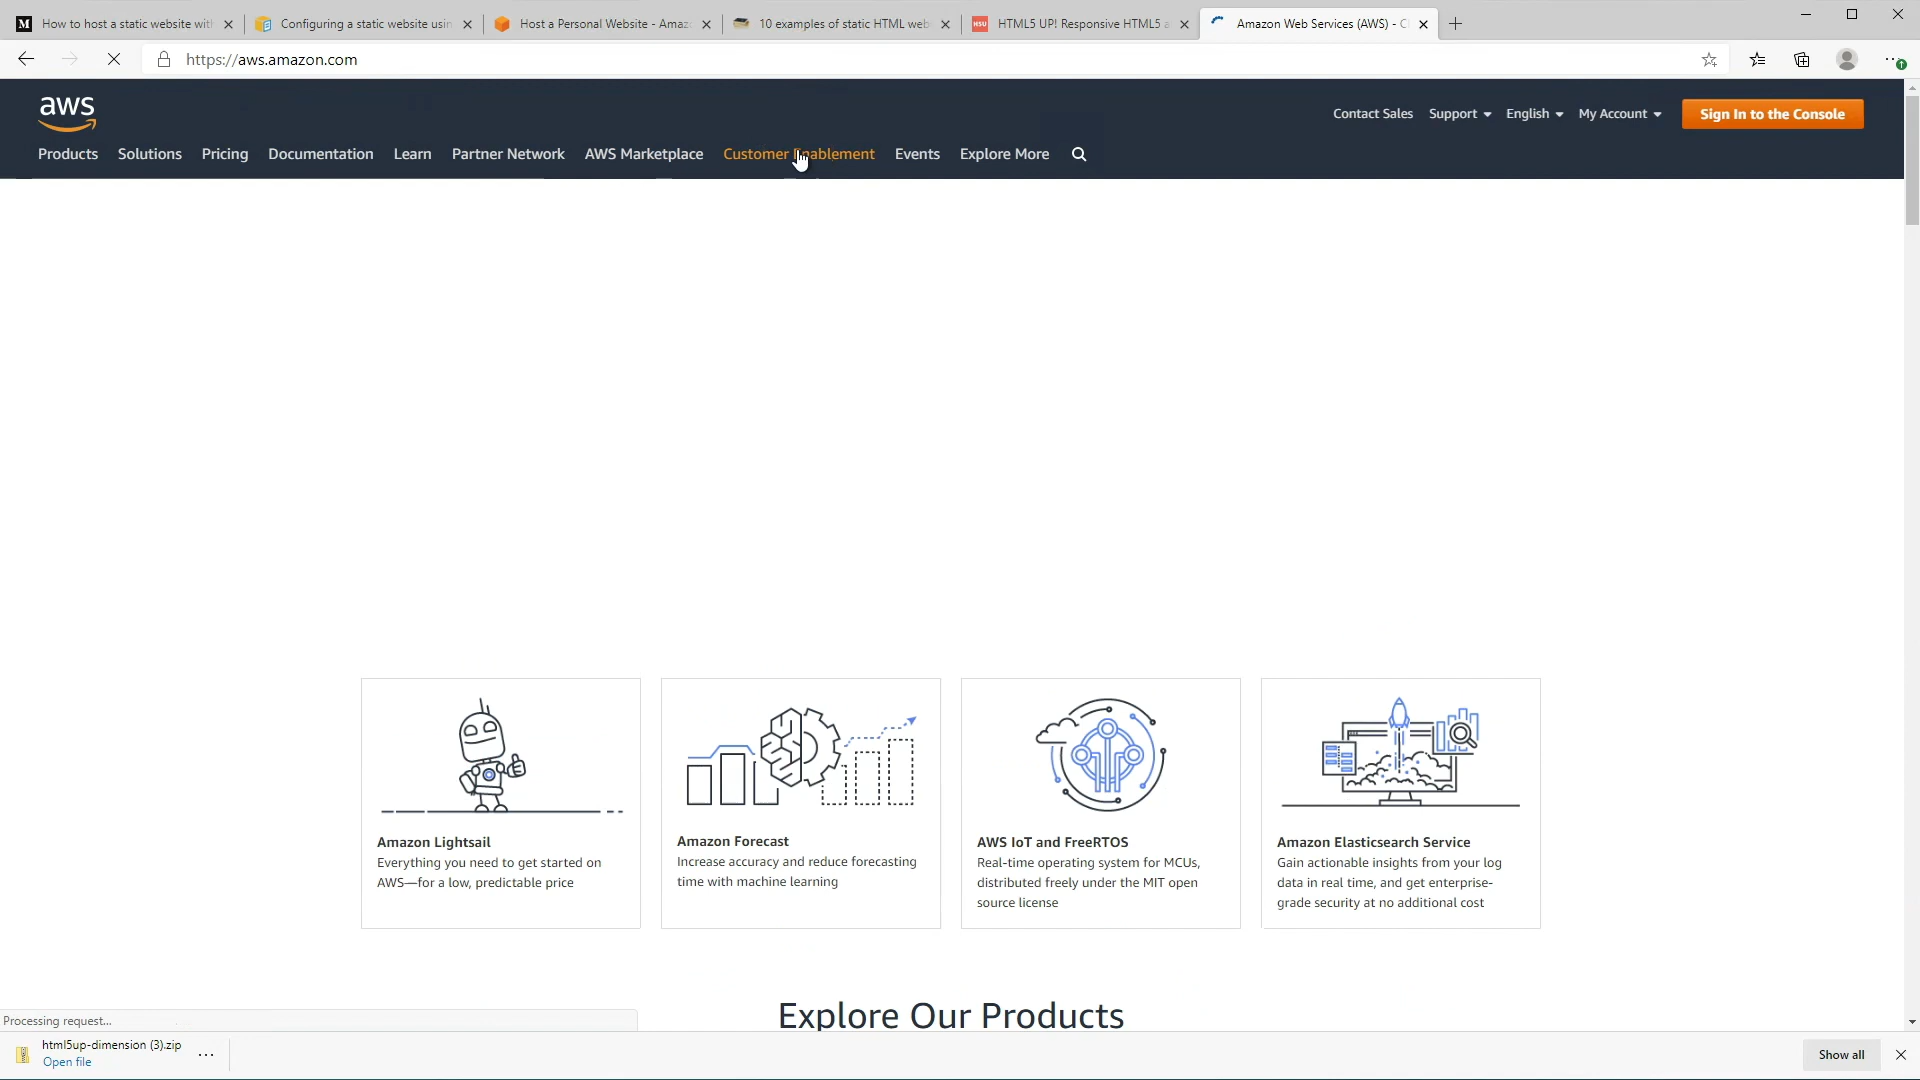 How to host a static website wit
Configuring a static website usin
Host a Personal Website - Amaz
10 examples of static HTML web
HTML5 UP! Responsive HTML5 a
Amazon Web Services (AWS) - Cl
https://aws.amazon.com
aws
Contact Sales
Support
English
My Account
Sign In to the Console
Products
Solutions
Pricing
Documentation
Learn
Partner Network
AWS Marketplace
Customer Enablement
Events
Explore More
Amazon Lightsail
Everything you need to get started on
AWS—for a low, predictable price
Amazon Forecast
Increase accuracy and reduce forecasting
time with machine learning
AWS IoT and FreeRTOS
Real-time operating system for MCUs,
distributed freely under the MIT open
source license
Amazon Elasticsearch Service
Gain actionable insights from your log
data in real time, and get enterprise-
grade security at no additional cost
Explore Our Products
Processing request...
html5up-dimension (3).zip
Open file
Show all